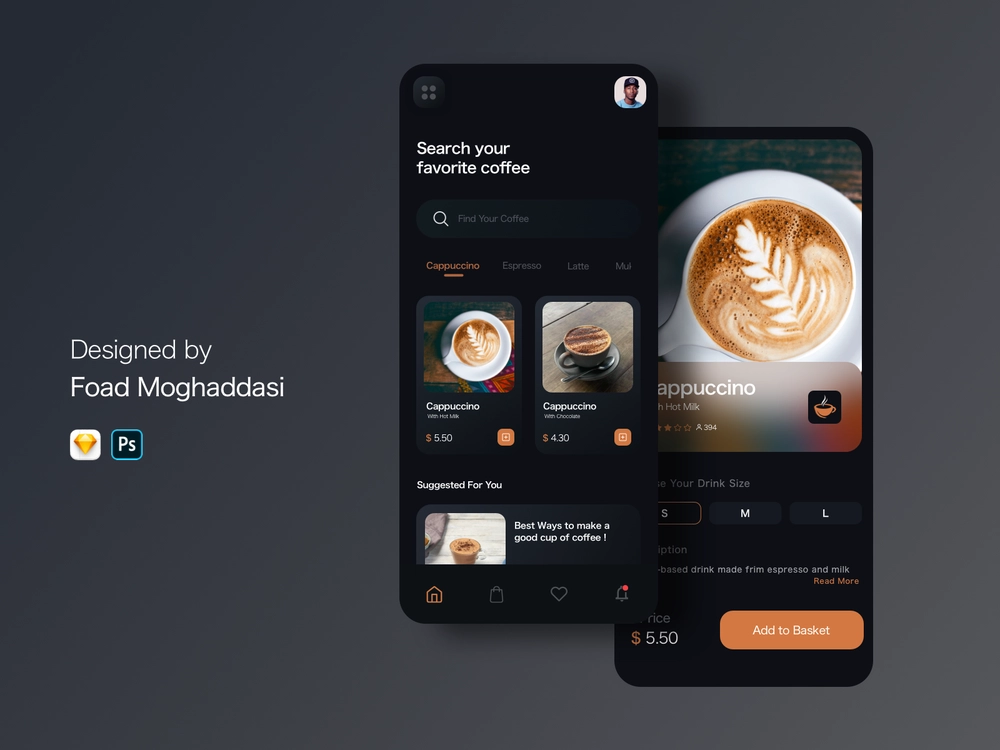 Designed by
Foad Moghaddasi
Ps
Search your
favorite coffee
Find Your Coffee
Cappuccino Espresso Latte Mul
Cappuccino
With Hot Milk
$ 5.50
Cappuccino
With Chocolate
$ 4.30
Suggested For You
Best Ways to make a
good cup of coffee !
appuccino
h Hot Milk
394
e Your Drink Size
S M L
iption
-based drink made frim espresso and milk
Read More
rice
$ 5.50
Add to Basket